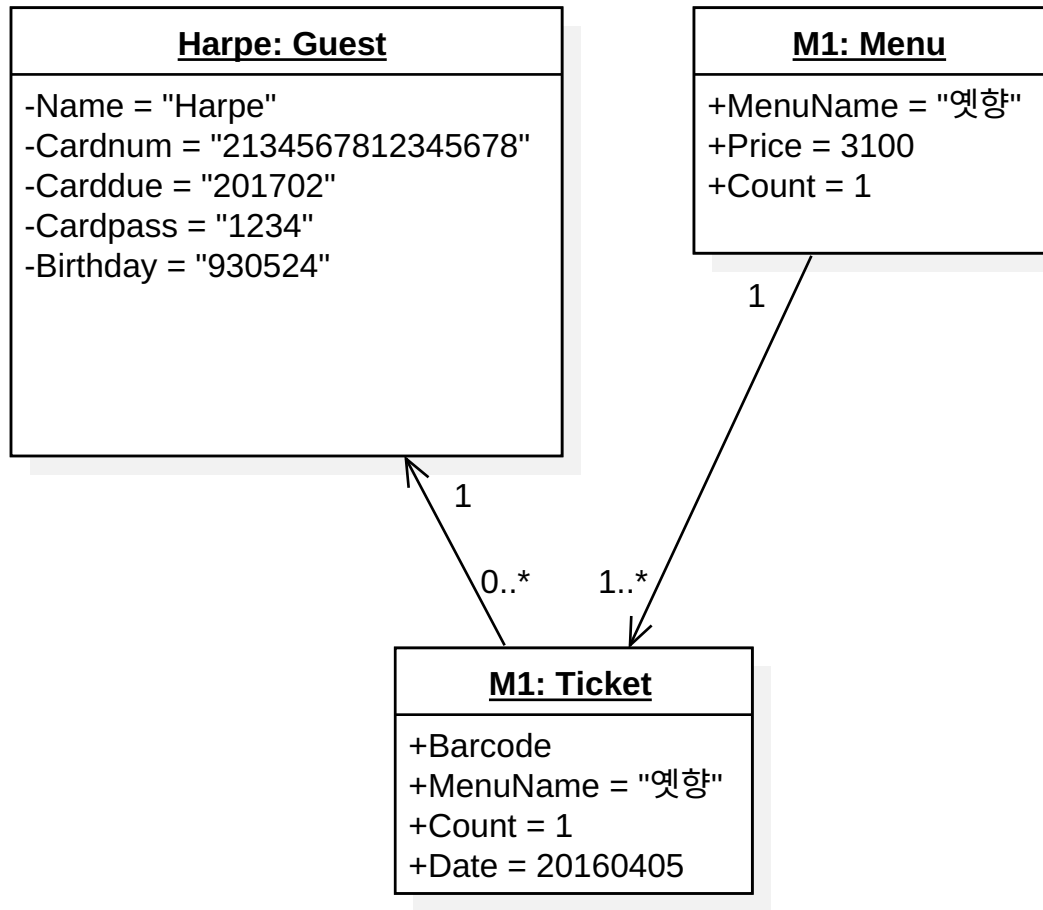 Harpe: Guest
-Name = "Harpe"
-Cardnum = "2134567812345678"
-Carddue = "201702"
-Cardpass = "1234"
-Birthday = "930524"
M1: Menu
+MenuName = "옛향"
+Price = 3100
+Count = 1
1
1
0..*
1..*
M1: Ticket
+Barcode
+MenuName = "옛향"
+Count = 1
+Date = 20160405